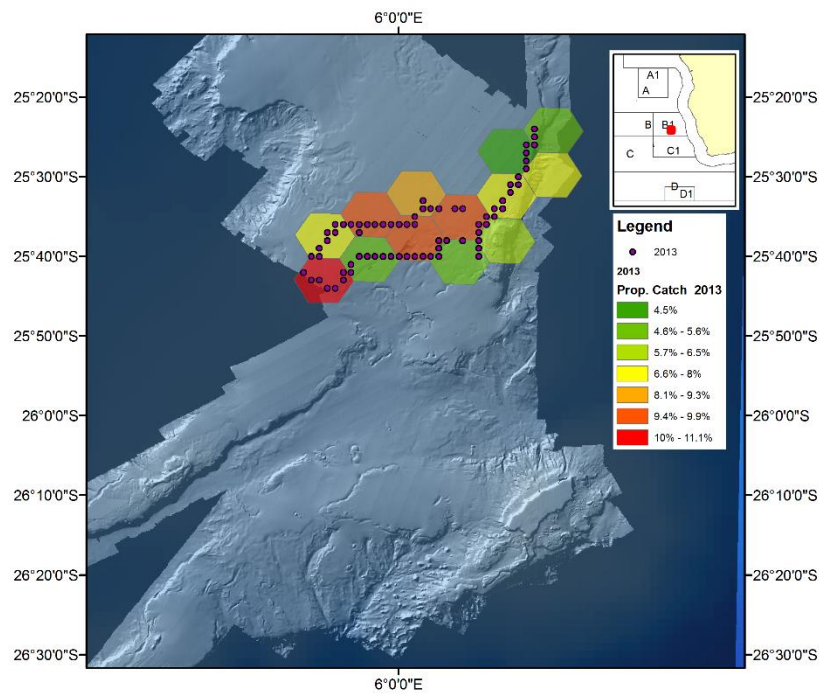 6°0'0"E
25°20'0"S
25°20'0"S
25°30'0"S
25°30'0"S
25°40'0"S
25°40'0"S
25°50'0"S
25°50'0"S
26°0'0"S
26°0'0"S
26°10'0"S
26°10'0"S
26°20'0"S
26°20'0"S
26°30'0"S
26°30'0"S
6°0'0"E
A1
A
B B1
C C1
D
D1
Legend
2013
2013
Prop. Catch 2013
4.5%
4.6% - 5.6%
5.7% - 6.5%
6.6% - 8%
8.1% - 9.3%
9.4% - 9.9%
10% - 11.1%